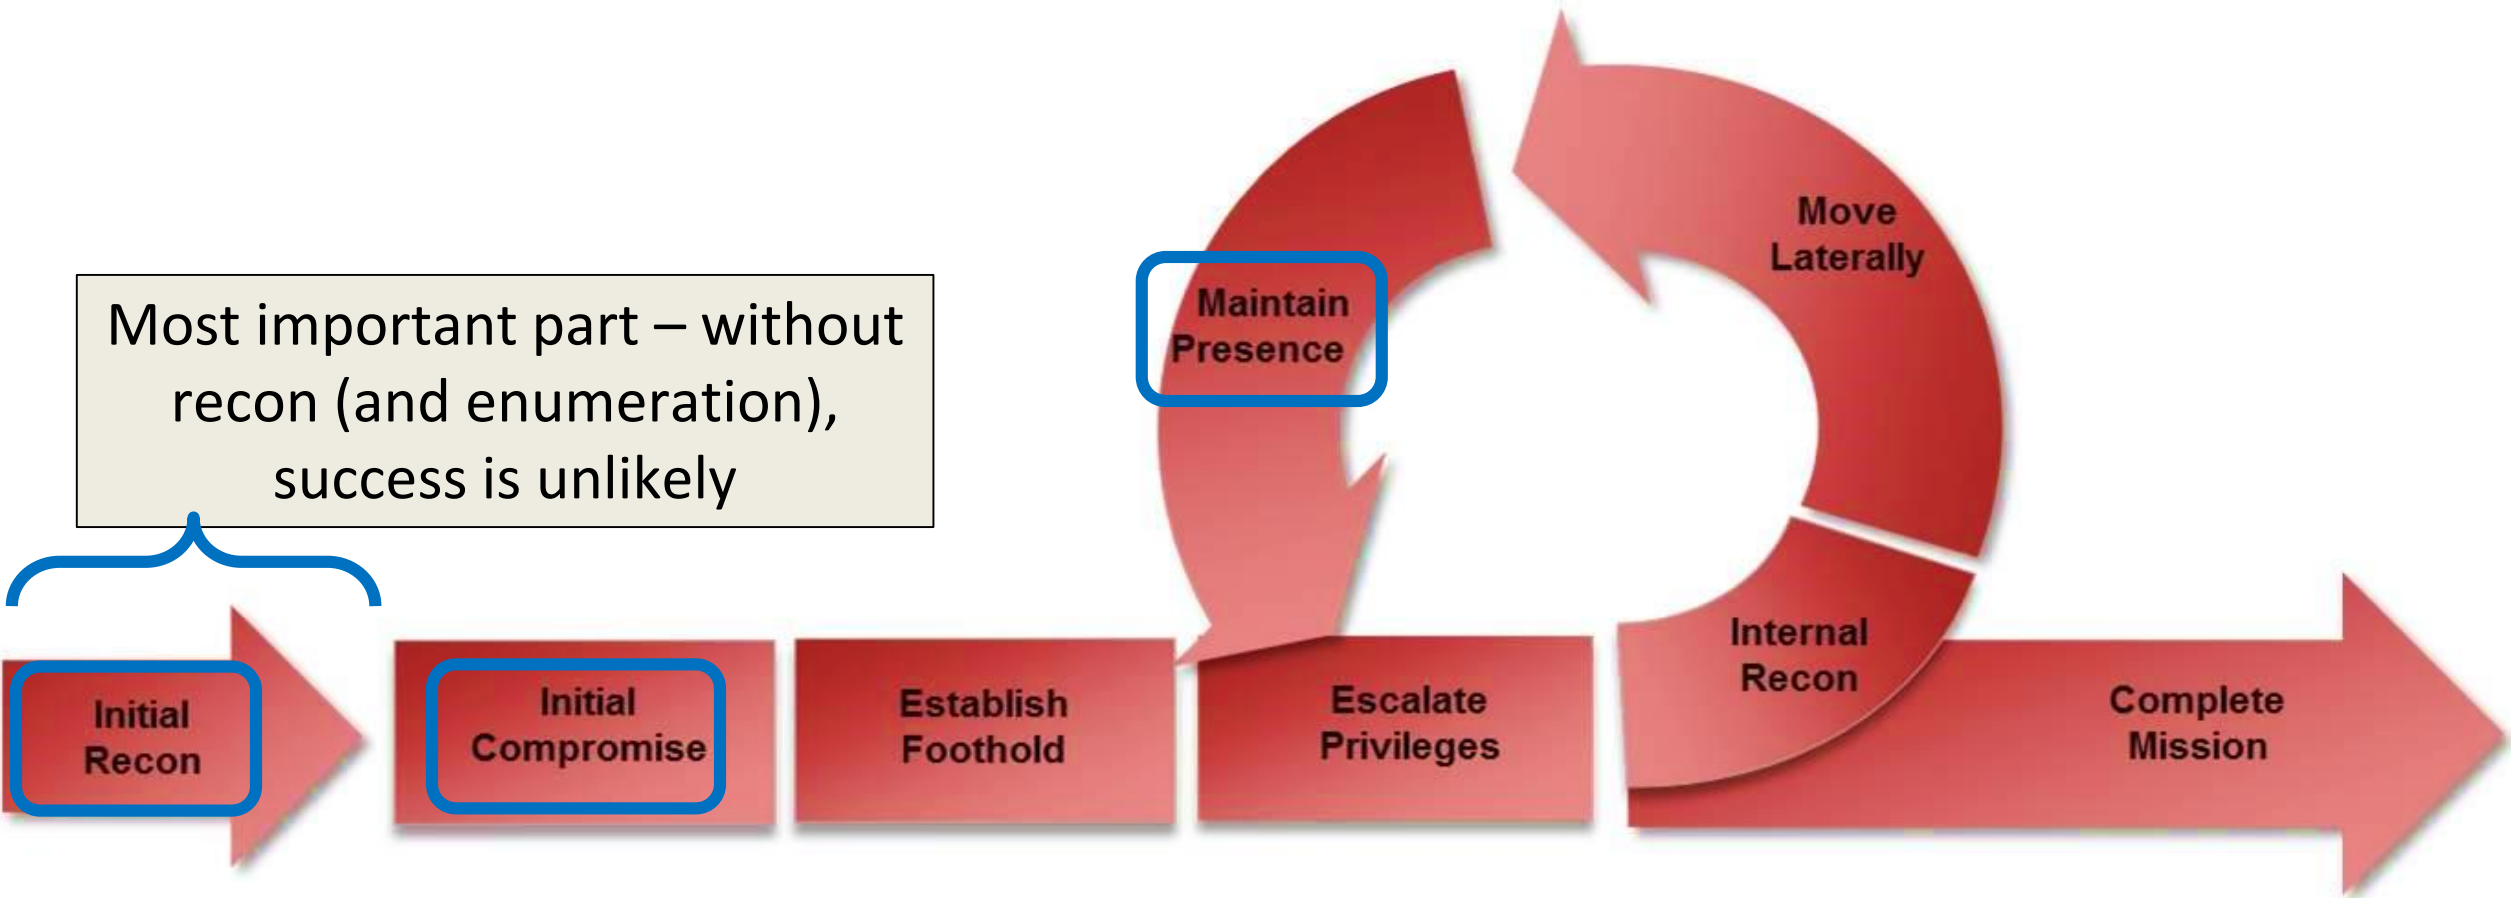 Most important part – without
recon (and enumeration),
success is unlikely
Initial
Recon
Initial
Compromise
Establish
Foothold
Escalate
Privileges
Internal
Recon
Move
Laterally
Maintain
Presence
Complete
Mission